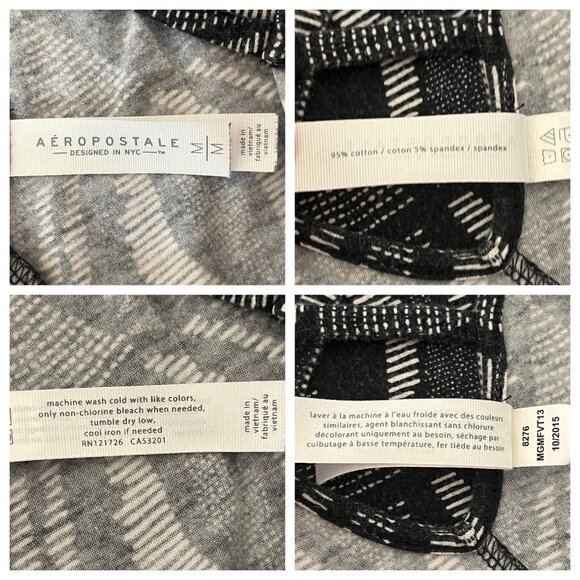 AÉROPOSTALE
DESIGNED IN NYC ™
M
M
made in
vietnam/
fabriqué au
vietnam
95% cotton / coton 5% spandex / spandex
machine wash cold with like colors,
only non-chlorine bleach when needed,
tumble dry low,
cool iron if needed
RN121726 CA53201
made in
vietnam/
fabriqué au
vietnam
laver à la machine à l'eau froide avec des couleurs
similaires, agent blanchissant sans chlorure
décolorant uniquement au besoin, séchage par
culbutage à basse température, fer tiède au besoin
8276
MGMFVT13
10/2015